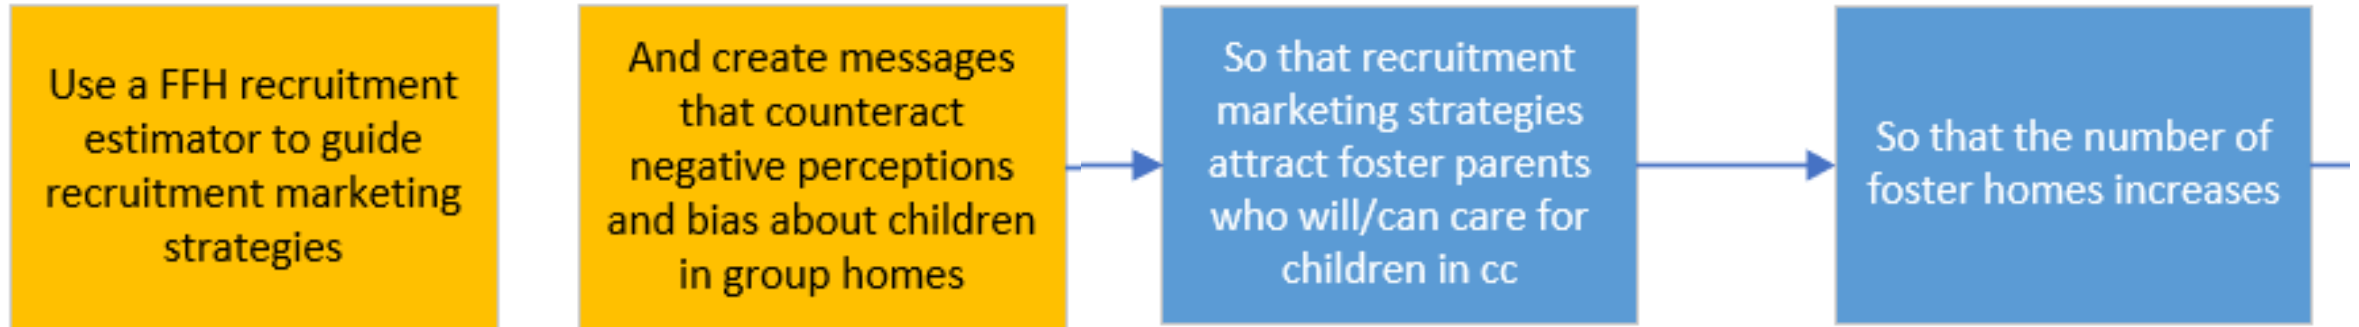 Use a FFH recruitment
estimator to guide
recruitment marketing
strategies
And create messages
that counteract
negative perceptions
and bias about children
in group homes
So that recruitment
marketing strategies
attract foster parents
who will/can care for
children in cc
So that the number of
foster homes increases